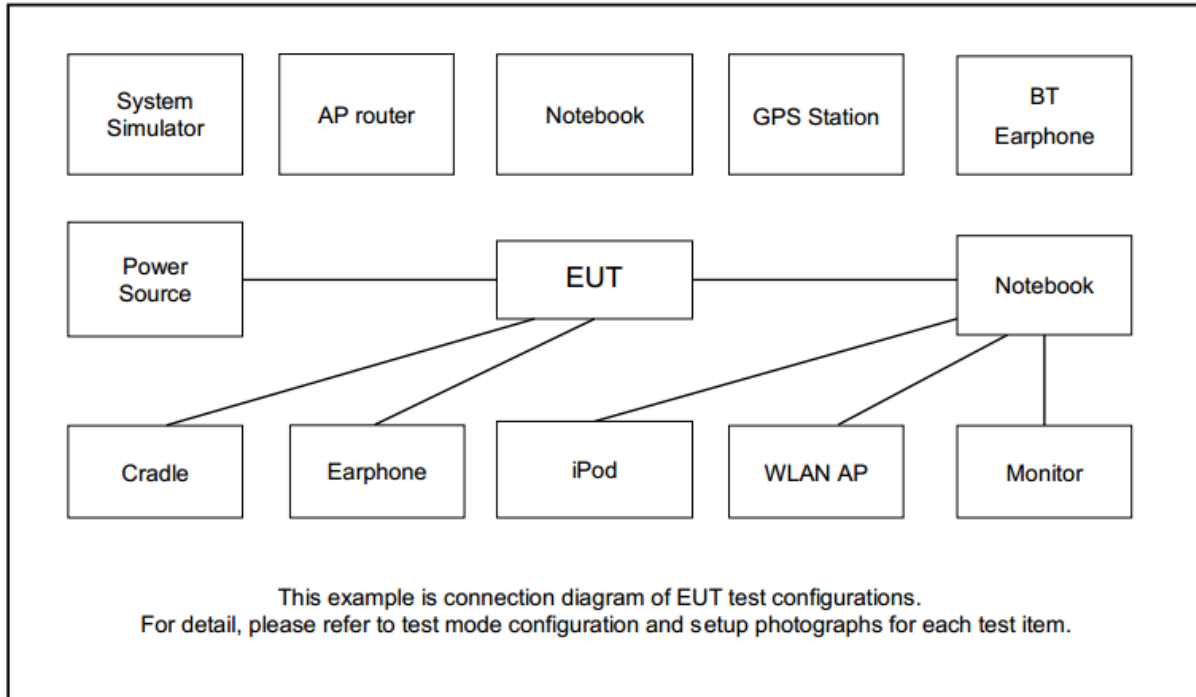 System
Simulator
AP router
Notebook
GPS Station
BT
Earphone
Power
Source
EUT
Notebook
Cradle
Earphone
iPod
WLAN AP
Monitor
This example is connection diagram of EUT test configurations.
For detail, please refer to test mode configuration and setup photographs for each test item.